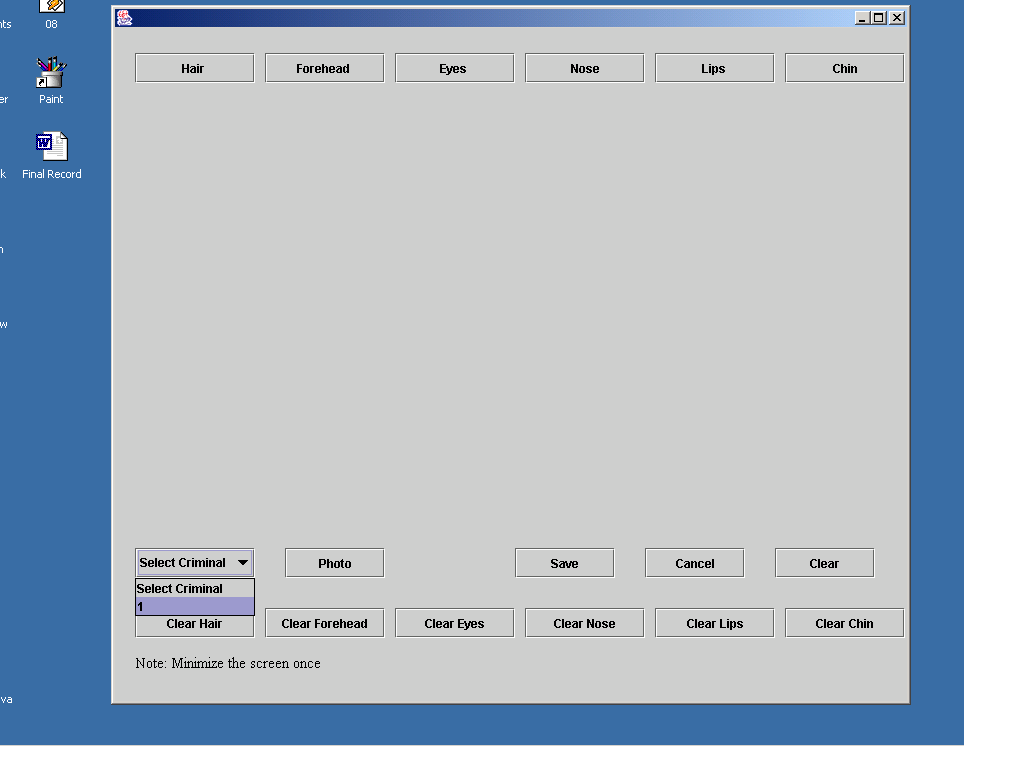 nts
08
er
Paint
k
Final Record
n
w
va
Hair Forehead Eyes Nose Lips Chin
Select Criminal Photo Save Cancel Clear
Select Criminal
1
Clear Hair Clear Forehead Clear Eyes Clear Nose Clear Lips Clear Chin
Note: Minimize the screen once